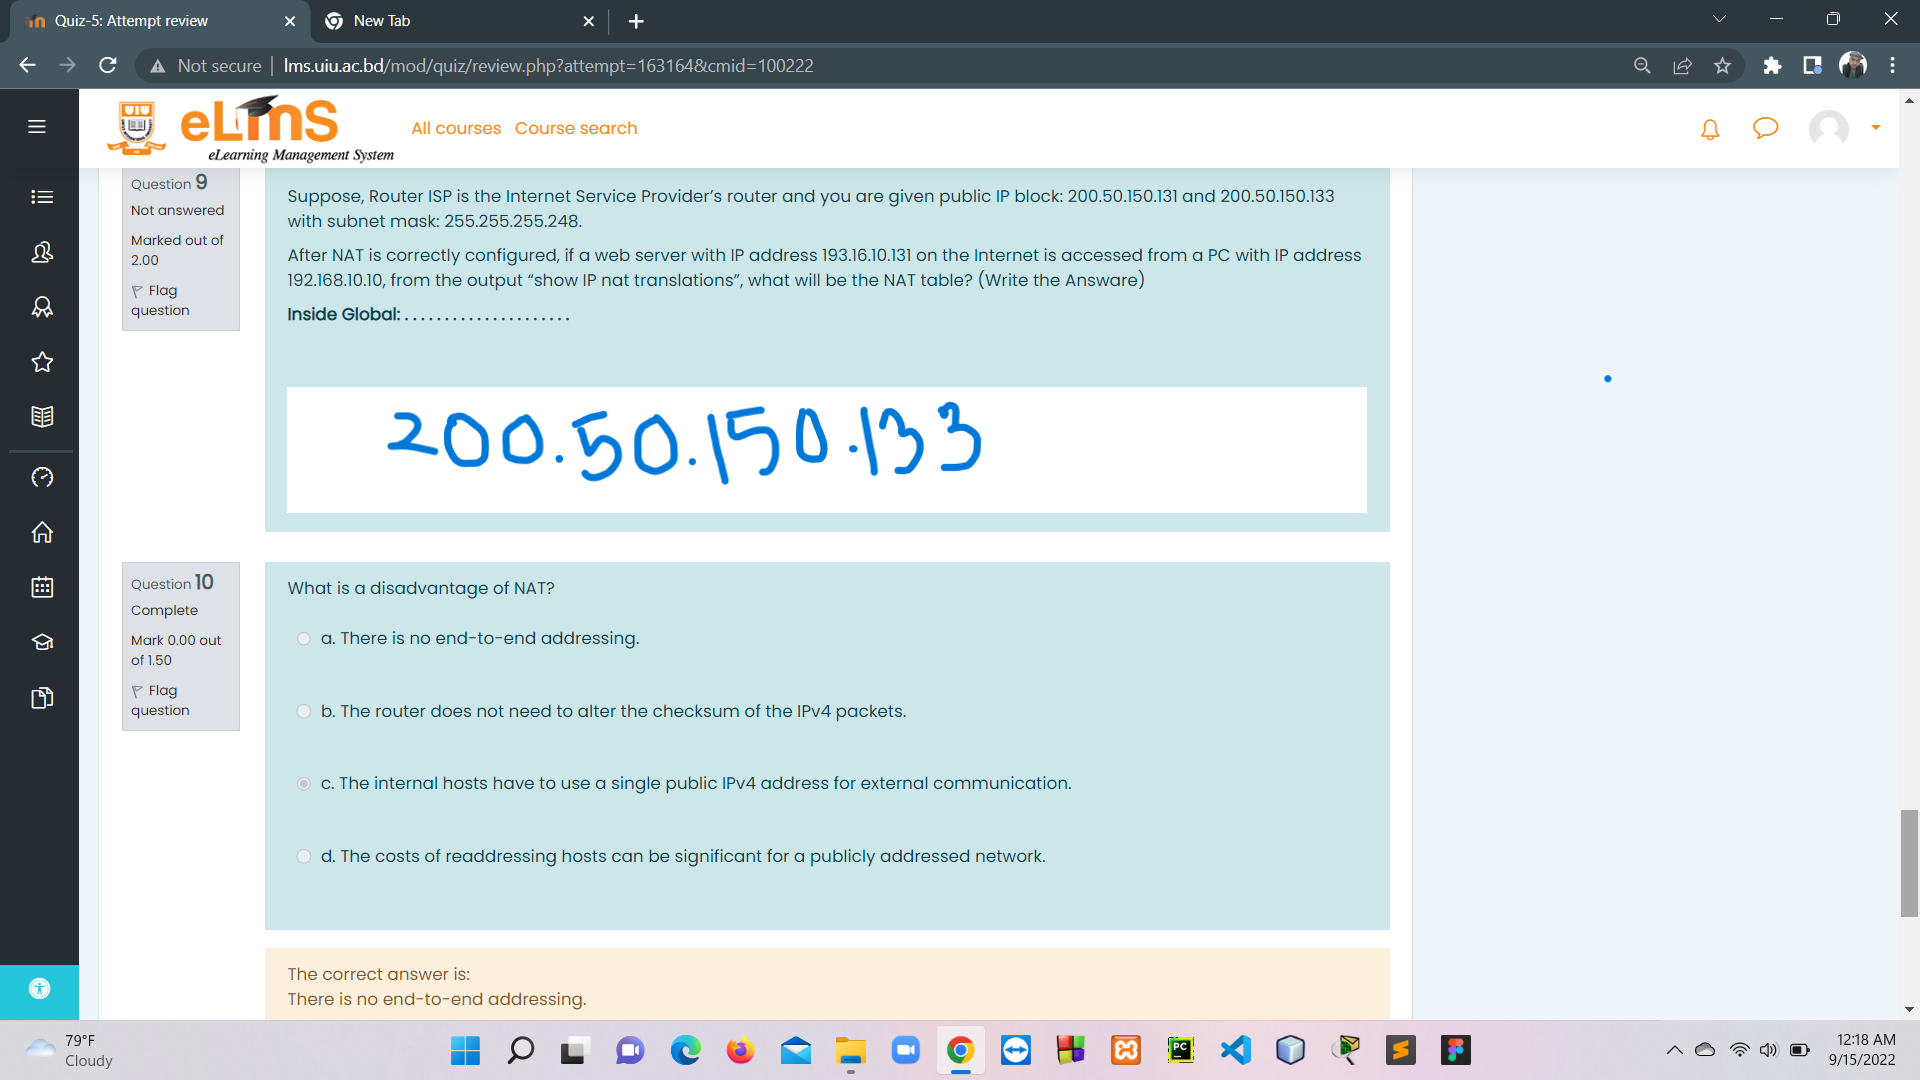 Quiz-5: Attempt review
New Tab
Not secure
lms.uiu.ac.bd/mod/quiz/review.php?attempt=163164&cmid=100222
eLmS
eLearning Management System
All courses
Course search
Question 9
Not answered
Marked out of
2.00
Flag
question
Suppose, Router ISP is the Internet Service Provider's router and you are given public IP block: 200.50.150.131 and 200.50.150.133
with subnet mask: 255.255.255.248.
After NAT is correctly configured, if a web server with IP address 193.16.10.131 on the Internet is accessed from a PC with IP address
192.168.10.10, from the output “show IP nat translations”, what will be the NAT table? (Write the Answare)
Inside Global: . . . . . . . . . . . . . . . . . . . . .
200.50.150.133
Question 10
Complete
Mark 0.00 out
of 1.50
Flag
question
What is a disadvantage of NAT?
a. There is no end-to-end addressing.
b. The router does not need to alter the checksum of the IPv4 packets.
c. The internal hosts have to use a single public IPv4 address for external communication.
d. The costs of readdressing hosts can be significant for a publicly addressed network.
The correct answer is:
There is no end-to-end addressing.
79°F
Cloudy
PC
12:18 AM
9/15/2022